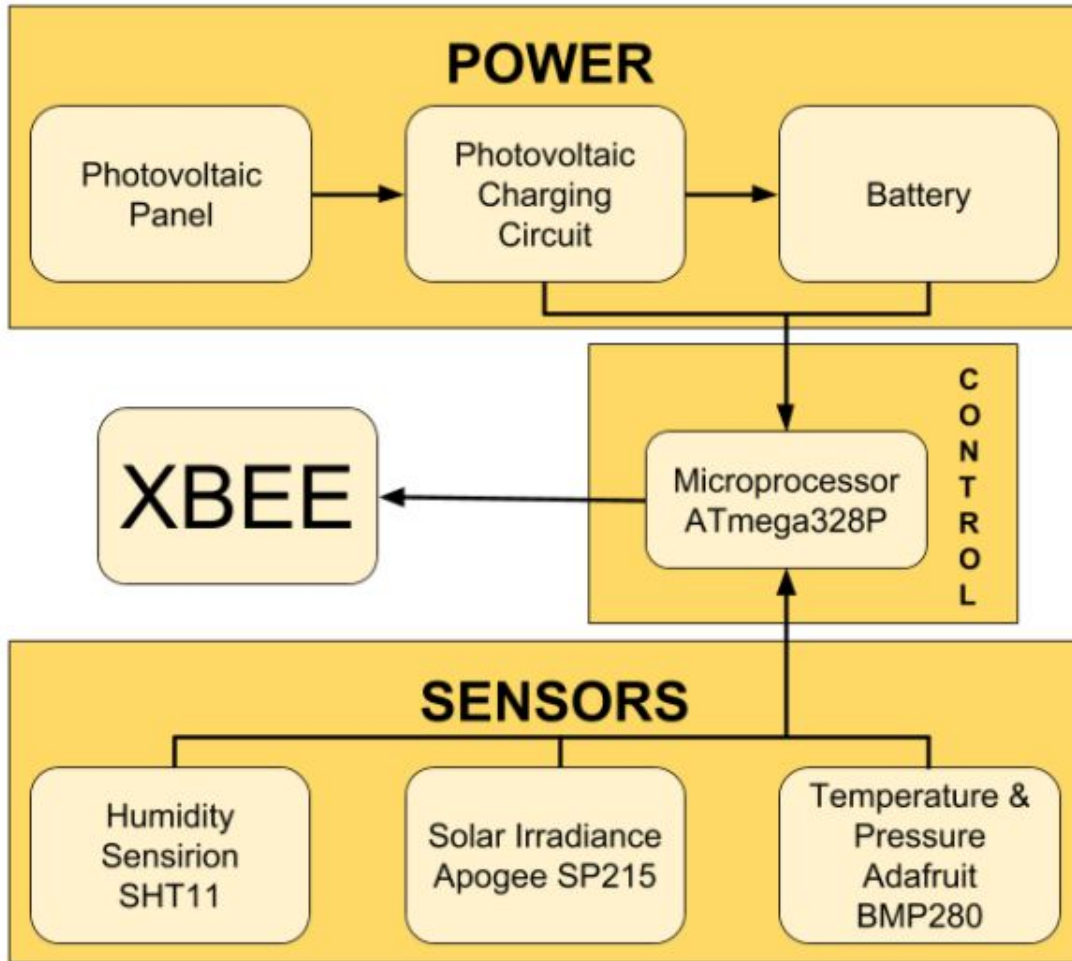 POWER
Photovoltaic
Panel
Photovoltaic
Charging
Circuit
Battery
CONTROL
XBEE
Microprocessor
ATmega328P
SENSORS
Humidity
Sensirion
SHT11
Solar Irradiance
Apogee SP215
Temperature &
Pressure
Adafruit
BMP280